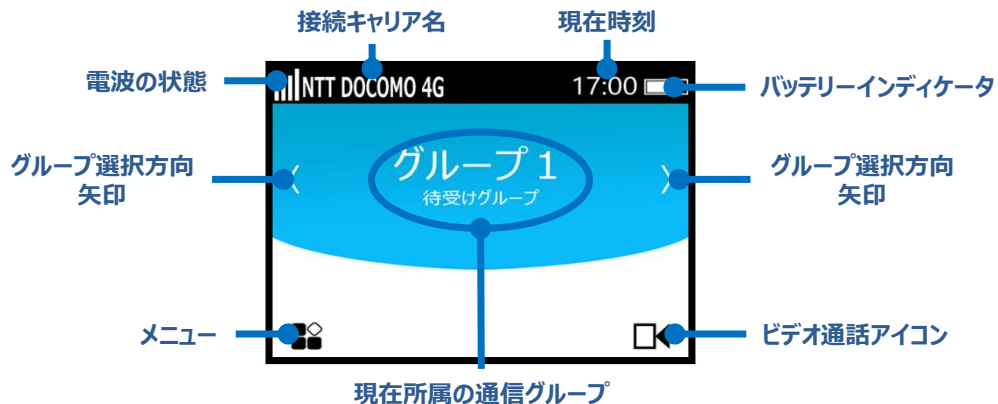 接続キャリア名
現在時刻
電波の状態
NTT DOCOMO 4G
17:00
バッテリーインディケータ
グループ選択方向
矢印
グループ 1
待受けグループ
グループ選択方向
矢印
メニュー
ビデオ通話アイコン
現在所属の通信グループ